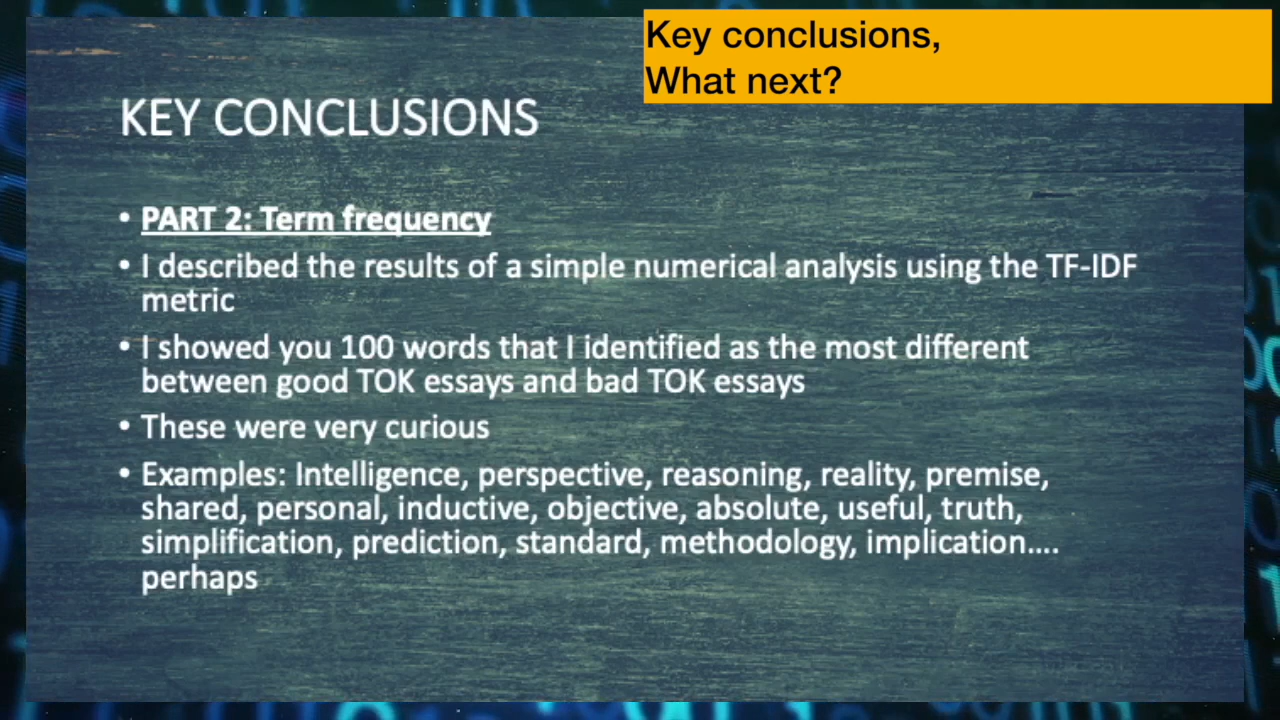 Key conclusions,
What next?
KEY CONCLUSIONS
• PART 2: Term frequency
• I described the results of a simple numerical analysis using the TF-IDF
metric
• I showed you 100 words that I identified as the most different
between good TOK essays and bad TOK essays
• These were very curious
• Examples: Intelligence, perspective, reasoning, reality, premise,
shared, personal, inductive, objective, absolute, useful, truth,
simplification, prediction, standard, methodology, implication....
perhaps